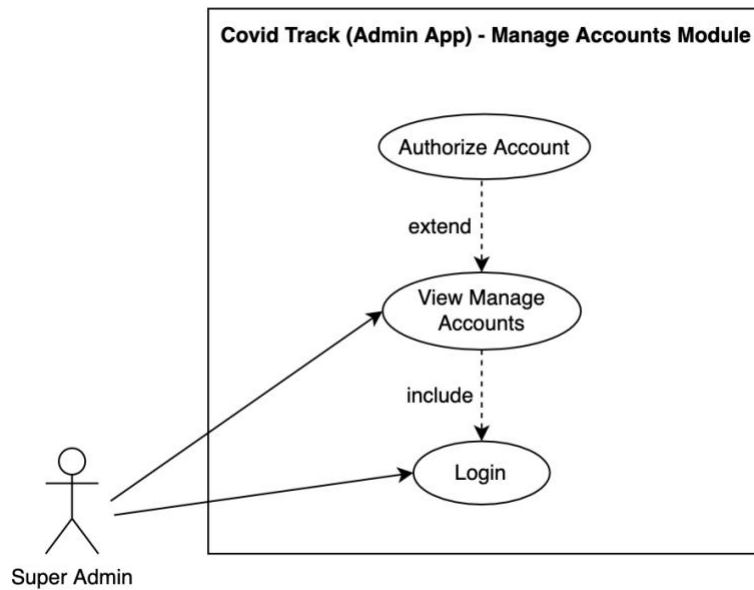 Covid Track (Admin App) - Manage Accounts Module
Authorize Account
extend
View Manage
Accounts
include
Login
Super Admin